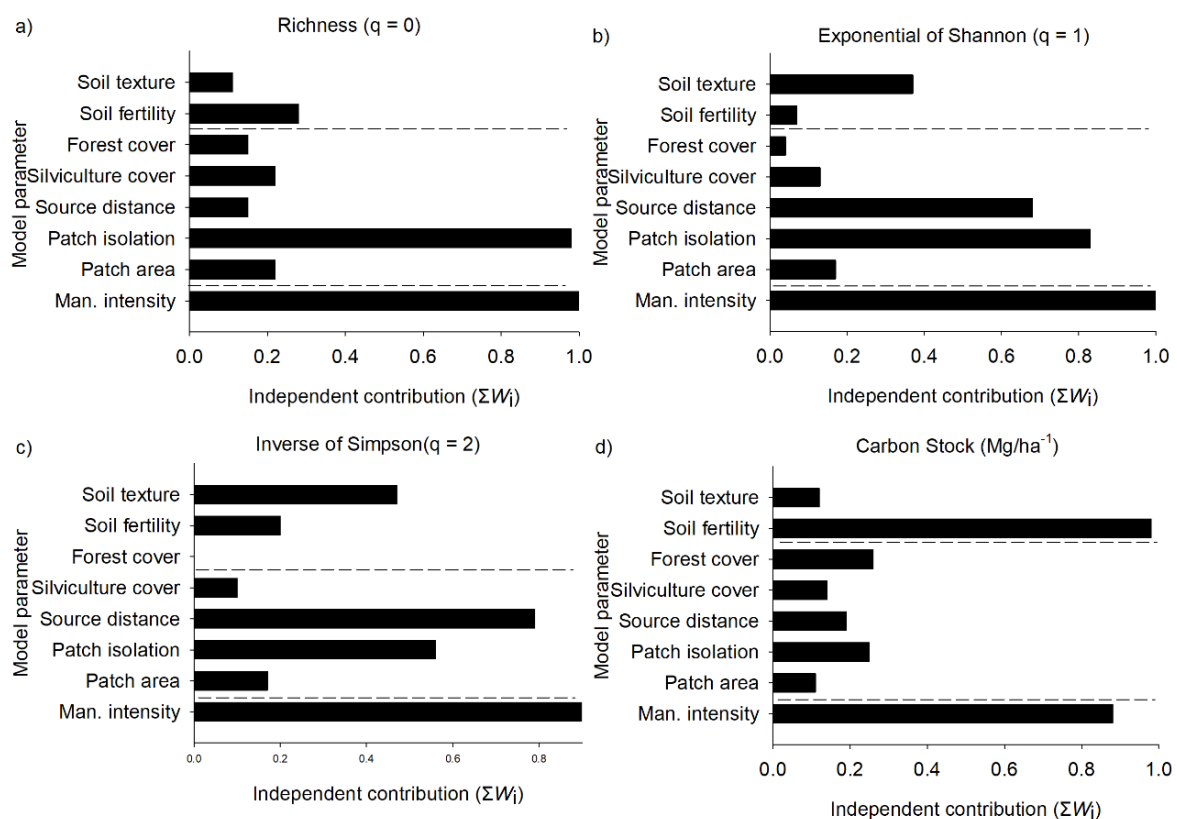 a)
Richness (q = 0)
Model parameter
Soil texture
Soil fertility
Forest cover
Silviculture cover
Source distance
Patch isolation
Patch area
Man. intensity
0.0 0.2 0.4 0.6 0.8 1.0
Independent contribution (ΣWi)
b)
Exponential of Shannon (q = 1)
Model parameter
Soil texture
Soil fertility
Forest cover
Silviculture cover
Source distance
Patch isolation
Patch area
Man. intensity
0.0 0.2 0.4 0.6 0.8 1.0
Independent contribution (ΣWi)
c)
Inverse of Simpson(q = 2)
Model parameter
Soil texture
Soil fertility
Forest cover
Silviculture cover
Source distance
Patch isolation
Patch area
Man. intensity
0.0 0.2 0.4 0.6 0.8
Independent contribution (ΣWi)
d)
Carbon Stock (Mg/ha⁻¹)
Model parameter
Soil texture
Soil fertility
Forest cover
Silviculture cover
Source distance
Patch isolation
Patch area
Man. intensity
0.0 0.2 0.4 0.6 0.8 1.0
Independent contribution (ΣWi)